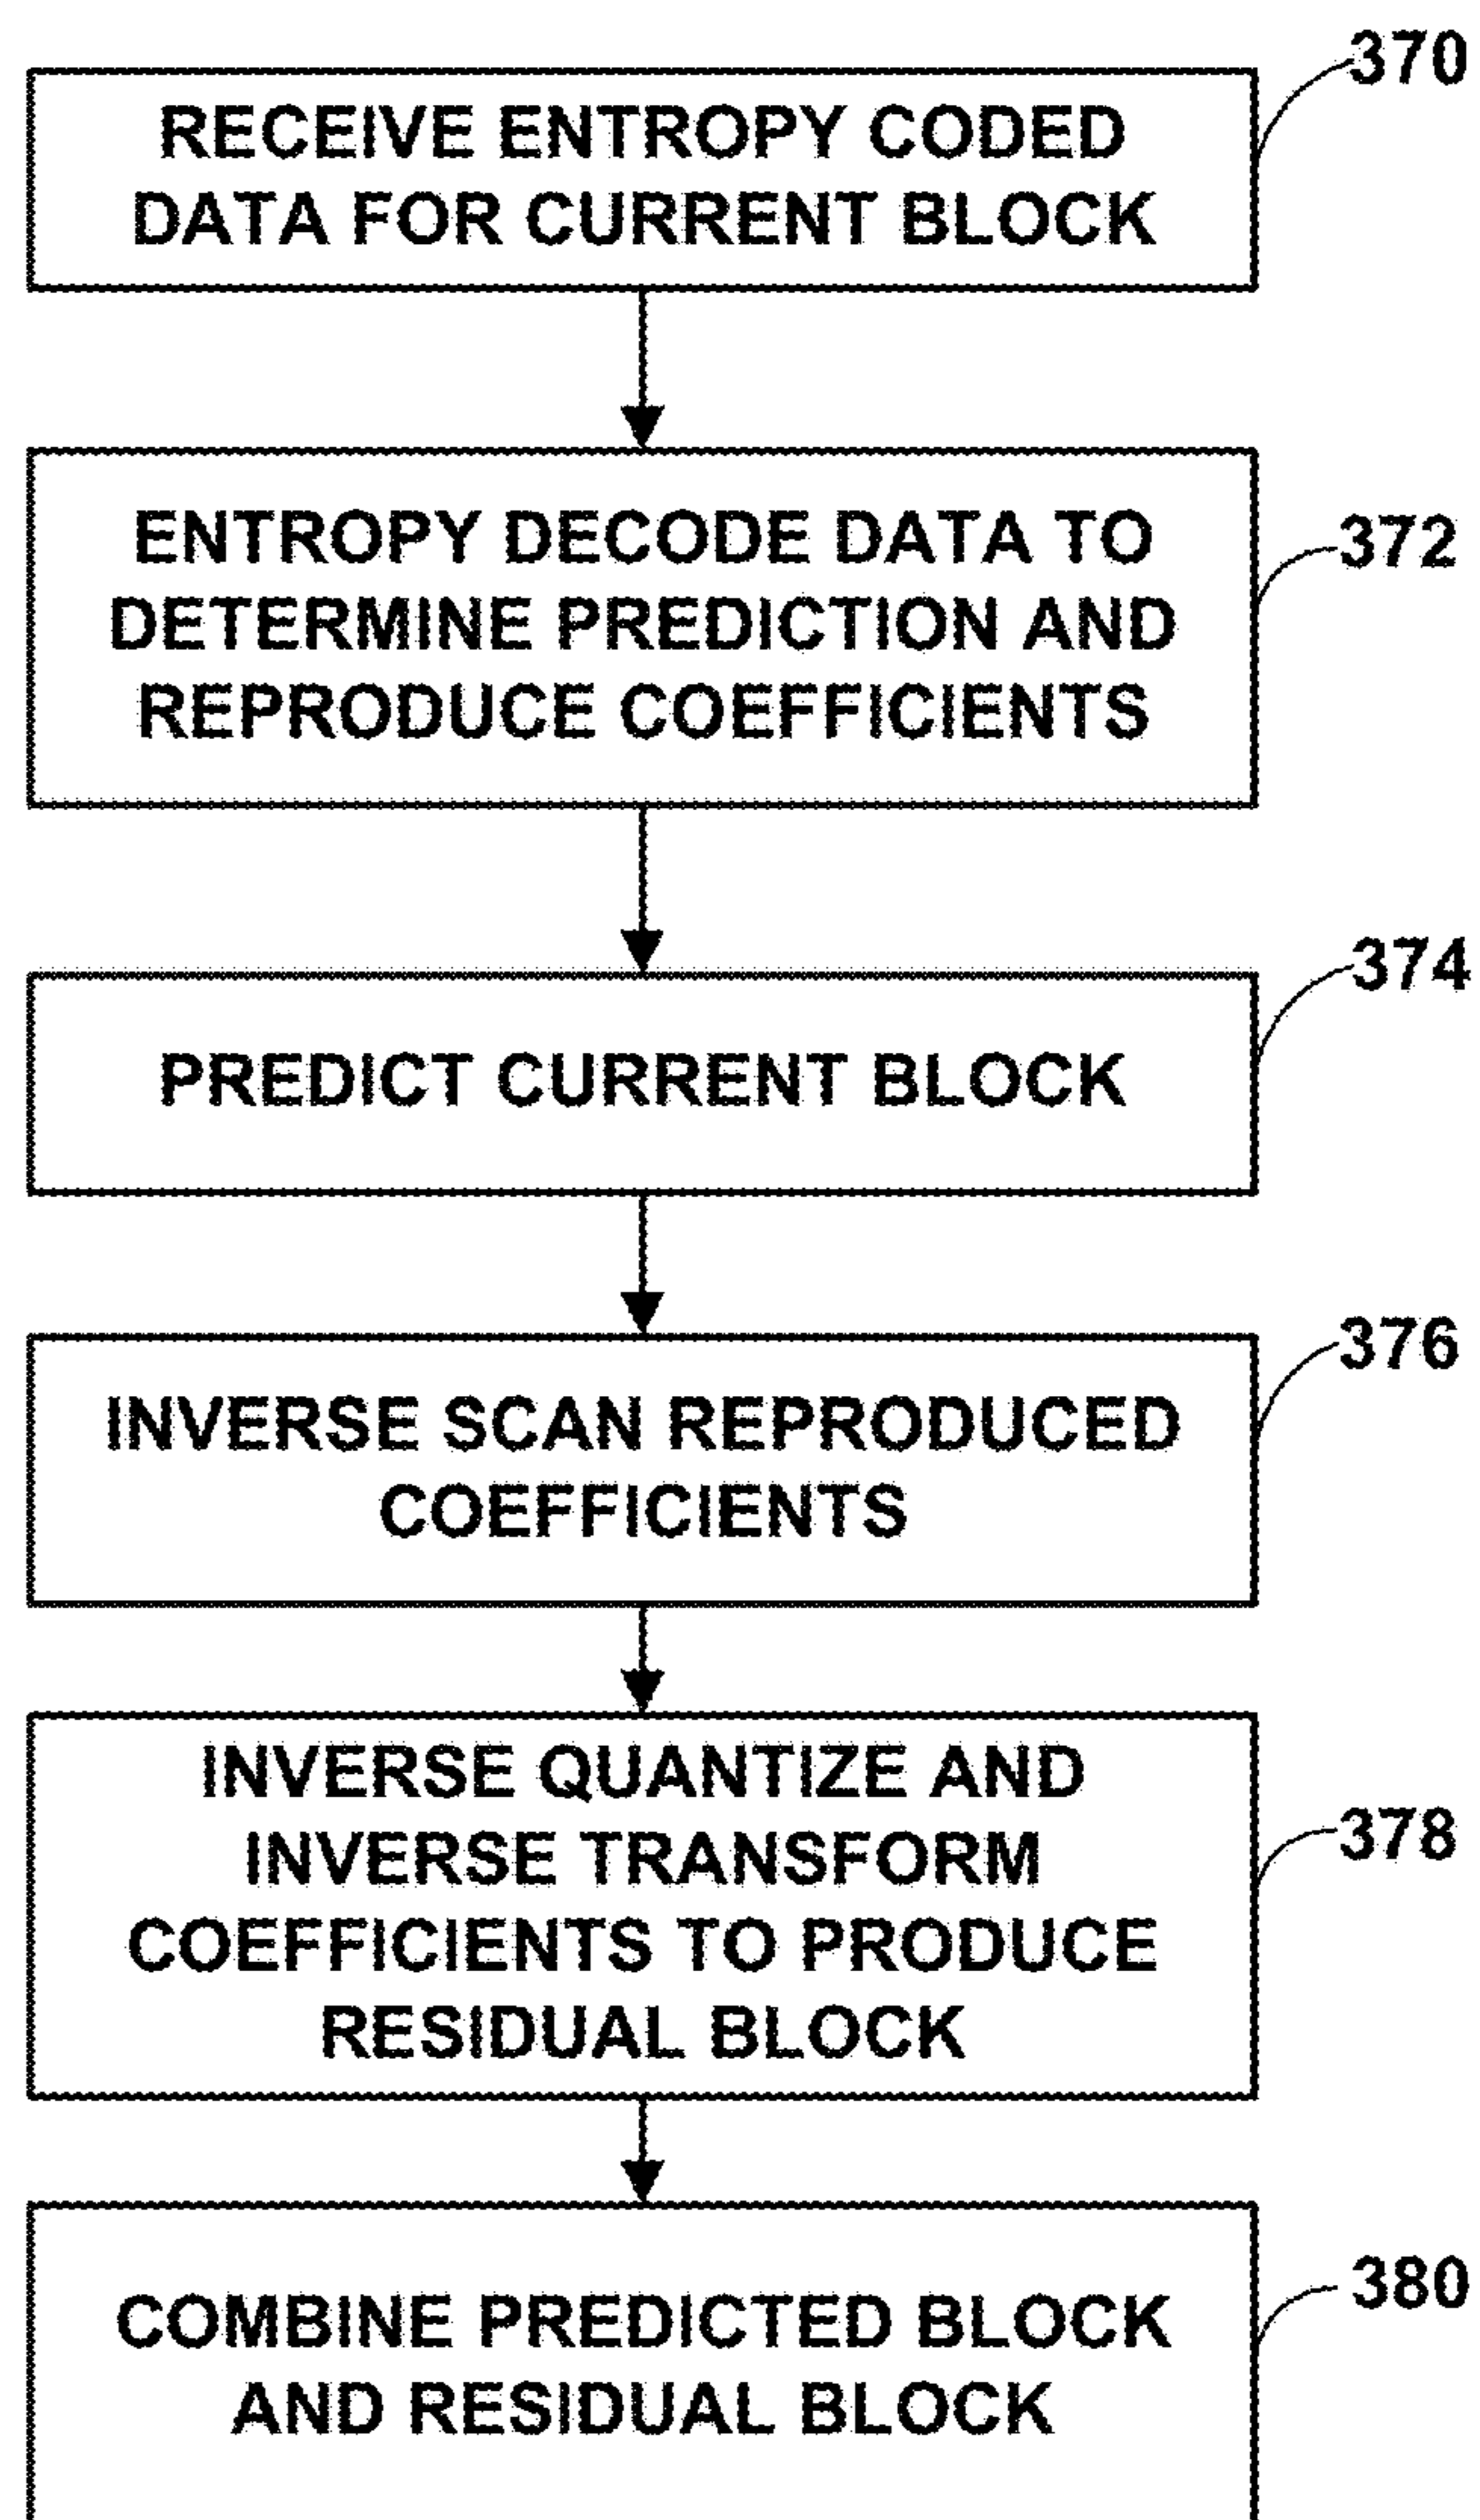 370
RECEIVE ENTROPY CODED
DATA FOR CURRENT BLOCK
372
ENTROPY DECODE DATA TO
DETERMINE PREDICTION AND
REPRODUCE COEFFICIENTS
374
PREDICT CURRENT BLOCK
376
INVERSE SCAN REPRODUCED
COEFFICIENTS
378
INVERSE QUANTIZE AND
INVERSE TRANSFORM
COEFFICIENTS TO PRODUCE
RESIDUAL BLOCK
380
COMBINE PREDICTED BLOCK
AND RESIDUAL BLOCK